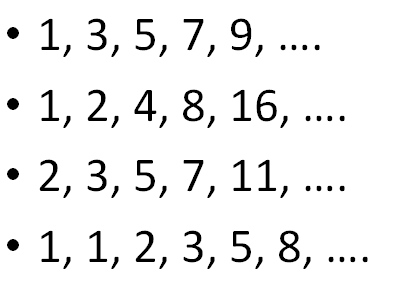 • 1, 3, 5, 7, 9, ....
• 1, 2, 4, 8, 16, ....
• 2, 3, 5, 7, 11, ....
• 1, 1, 2, 3, 5, 8, ....